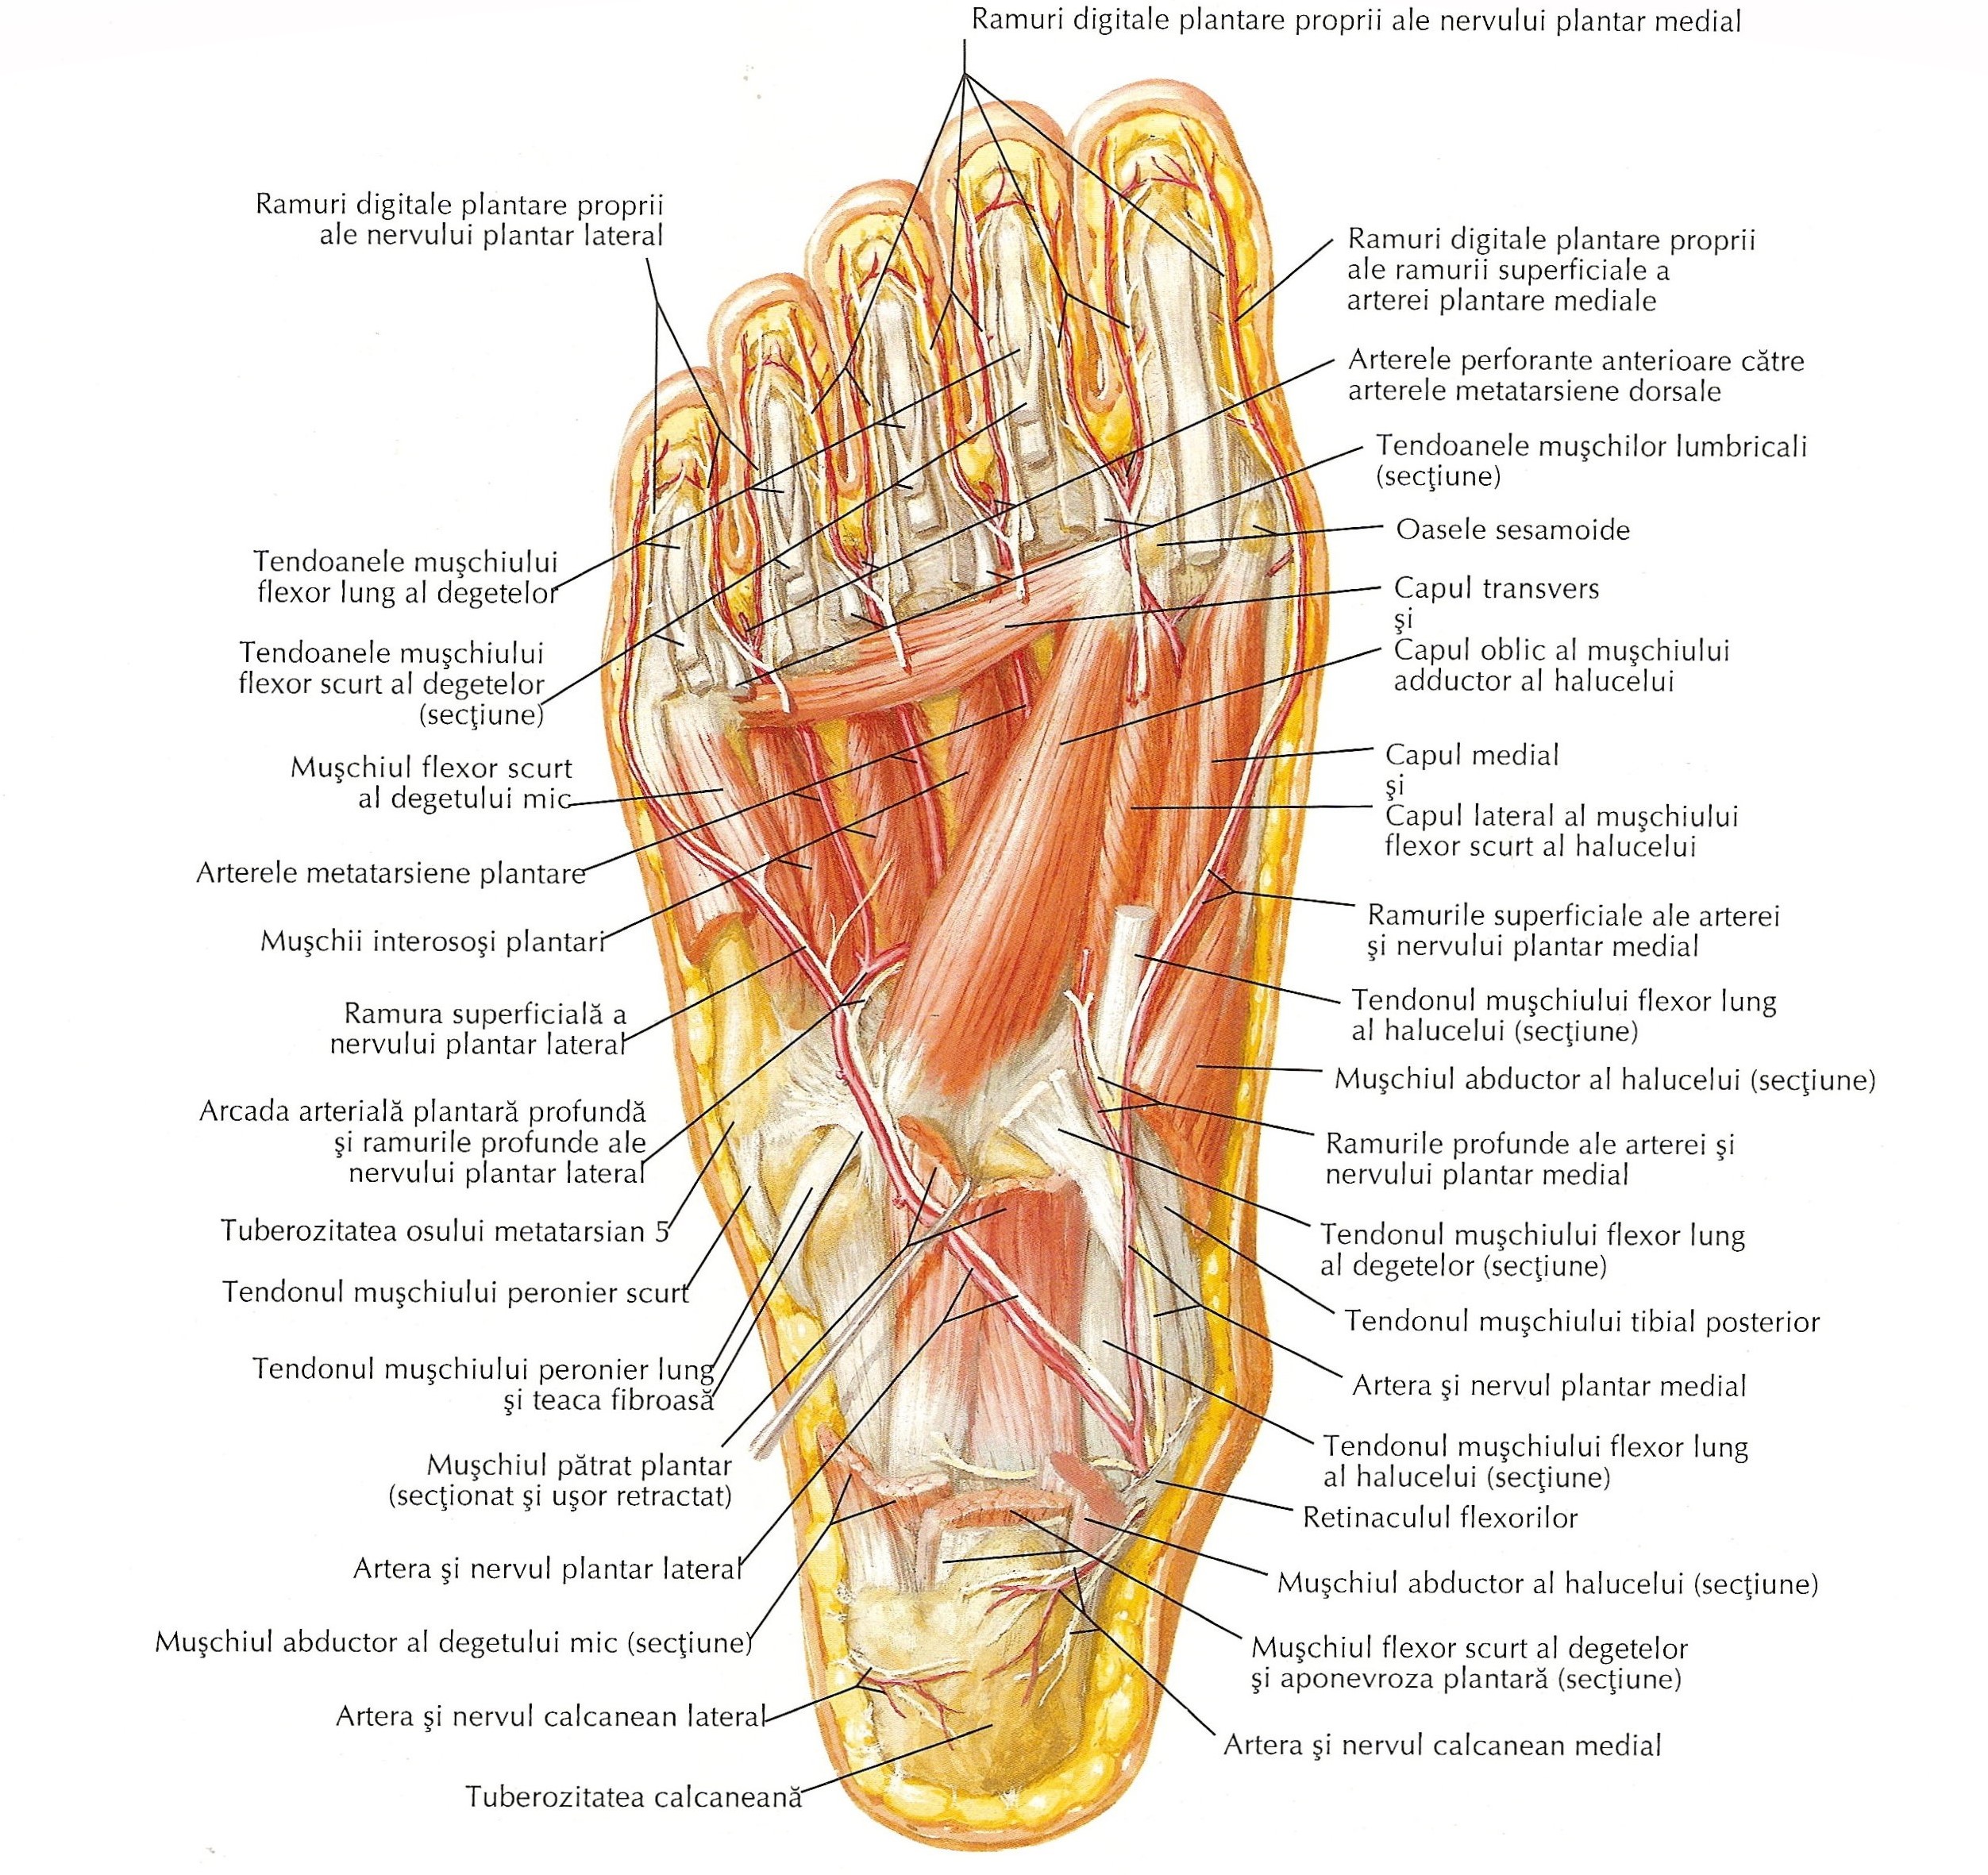 Ramuri digitale plantare proprii ale nervului plantar medial
Ramuri digitale plantare proprii
ale nervului plantar lateral
Tendoanele muşchiului
flexor lung al degetelor
Tendoanele muşchiului
flexor scurt al degetelor
(secţiune)
Muşchiul flexor scurt
al degetului mic
Arterele metatarsiene plantare
Muşchii interosoşi plantari
Ramura superficială a
nervului plantar lateral
Arcada arterială plantară profundă
şi ramurile profunde ale
nervului plantar lateral
Tuberozitatea osului metatarsian 5
Tendonul muşchiului peronier scurt
Tendonul muşchiului peronier lung
şi teaca fibroasă
Muşchiul pătrat plantar
(secţionat şi uşor retractat)
Artera şi nervul plantar lateral
Muşchiul abductor al degetului mic (secţiune)
Artera şi nervul calcanean lateral
Tuberozitatea calcaneană
Ramuri digitale plantare proprii
ale ramurii superficiale a
arterei plantare mediale
Arterele perforante anterioare către
arterele metatarsiene dorsale
Tendoanele muşchilor lumbricali
(secţiune)
Oasele sesamoide
Capul transvers
şi
Capul oblic al muşchiului
adductor al halucelui
Capul medial
şi
Capul lateral al muşchiului
flexor scurt al halucelui
Ramurile superficiale ale arterei
şi nervului plantar medial
Tendonul muşchiului flexor lung
al halucelui (secţiune)
Muşchiul abductor al halucelui (secţiune)
Ramurile profunde ale arterei şi
nervului plantar medial
Tendonul muşchiului flexor lung
al degetelor (secţiune)
Tendonul muşchiului tibial posterior
Artera şi nervul plantar medial
Tendonul muşchiului flexor lung
al halucelui (secţiune)
Retinaculul flexorilor
Muşchiul abductor al halucelui (secţiune)
Muşchiul flexor scurt al degetelor
şi aponevroza plantară (secţiune)
Artera şi nervul calcanean medial